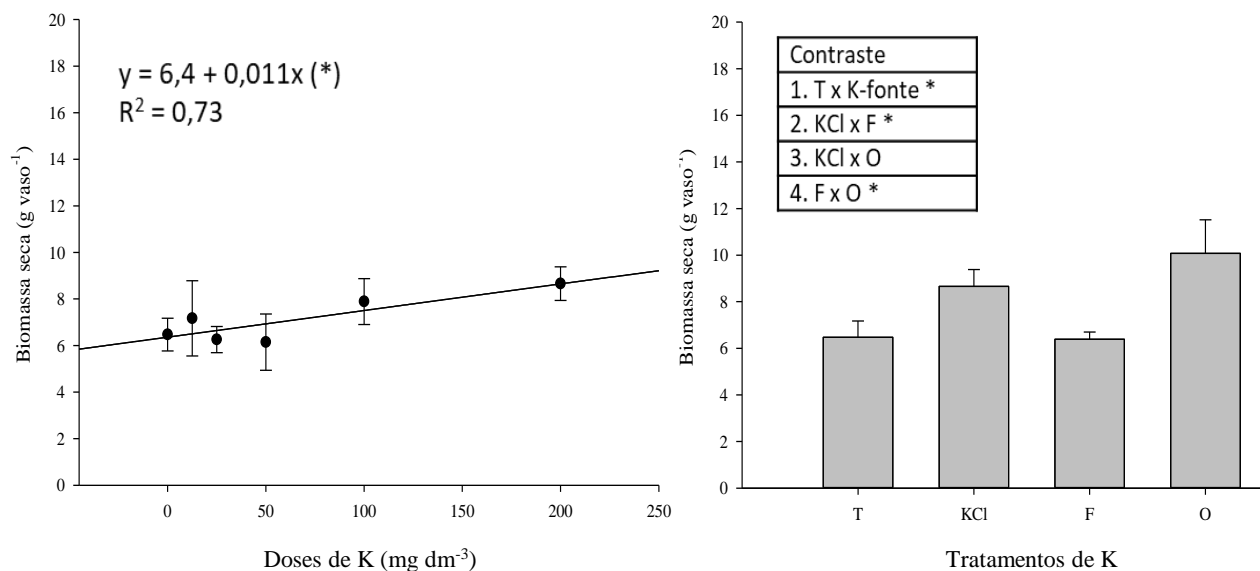 y = 6,4 + 0,011x (*)
R² = 0,73
20
18
16
14
12
10
8
6
4
2
0
Biomassa seca (g vaso⁻¹)
0 50 100 150 200 250
Doses de K (mg dm⁻³)
Contraste
1. T x K-fonte *
2. KCl x F *
3. KCl x O
4. F x O *
20
18
16
14
12
10
8
6
4
2
0
Biomassa seca (g vaso⁻¹)
T KCl F O
Tratamentos de K